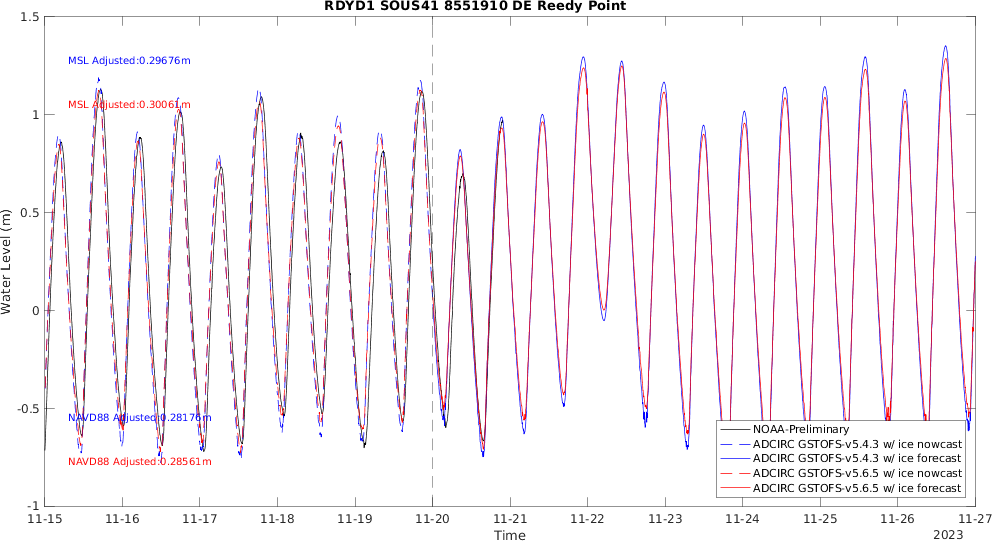 RDYD1 SOUS41 8551910 DE Reedy Point
1.5
1
0.5
0
-0.5
-1
Water Level (m)
MSL Adjusted:0.29676m
MSL Adjusted:0.30061m
NAVD88 Adjusted:0.28176m
NAVD88 Adjusted:0.28561m
NOAA-Preliminary
ADCIRC GSTOFS-v5.4.3 w/ ice nowcast
ADCIRC GSTOFS-v5.4.3 w/ ice forecast
ADCIRC GSTOFS-v5.6.5 w/ ice nowcast
ADCIRC GSTOFS-v5.6.5 w/ ice forecast
11-15 11-16 11-17 11-18 11-19 11-20 11-21 11-22 11-23 11-24 11-25 11-26 11-27
Time
2023